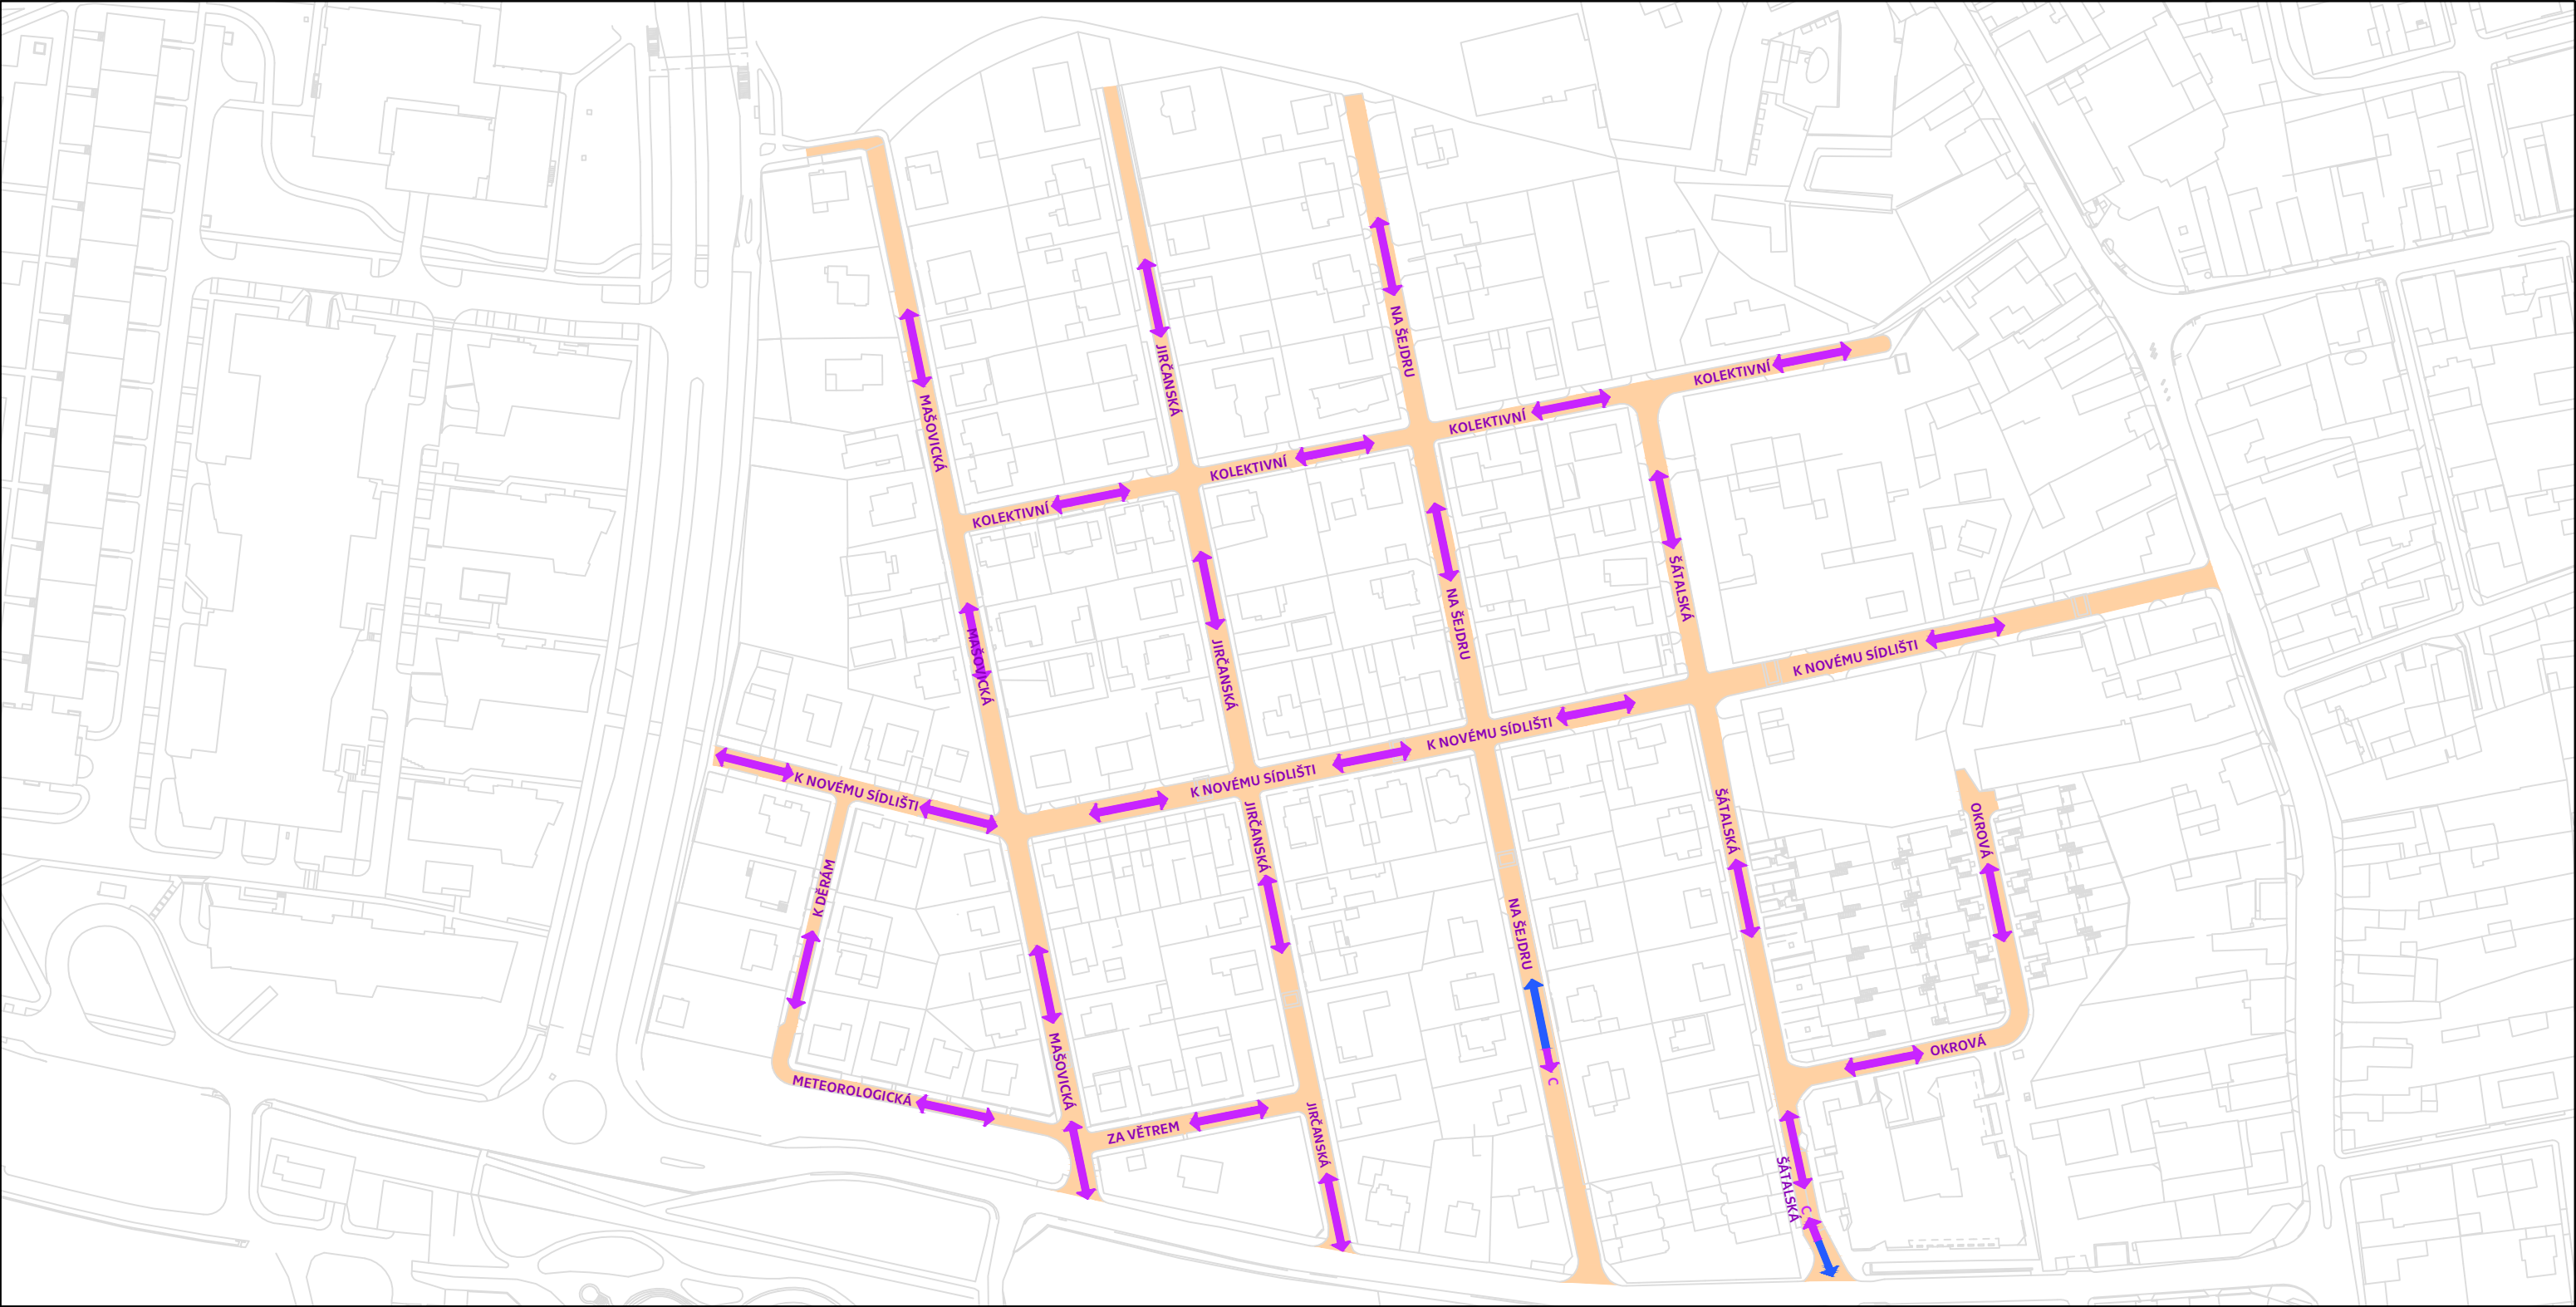 NA ŠEJDRU
JIRČANSKÁ
KOLEKTIVNÍ
MAŠOVICKÁ
KOLEKTIVNÍ
KOLEKTIVNÍ
KOLEKTIVNÍ
ŠÁTALSKÁ
NA ŠEJDRU
JIRČANSKÁ
MAŠOVICKÁ
K NOVÉMU SÍDLIŠTI
K NOVÉMU SÍDLIŠTI
K NOVÉMU SÍDLIŠTI
K NOVÉMU SÍDLIŠTI
ŠÁTALSKÁ
OKROVÁ
JIRČANSKÁ
K DĚRÁM
NA ŠEJDRU
OKROVÁ
MAŠOVICKÁ
C
METEOROLOGICKÁ
ZA VĚTREM
JIRČANSKÁ
ŠÁTALSKÁ
C